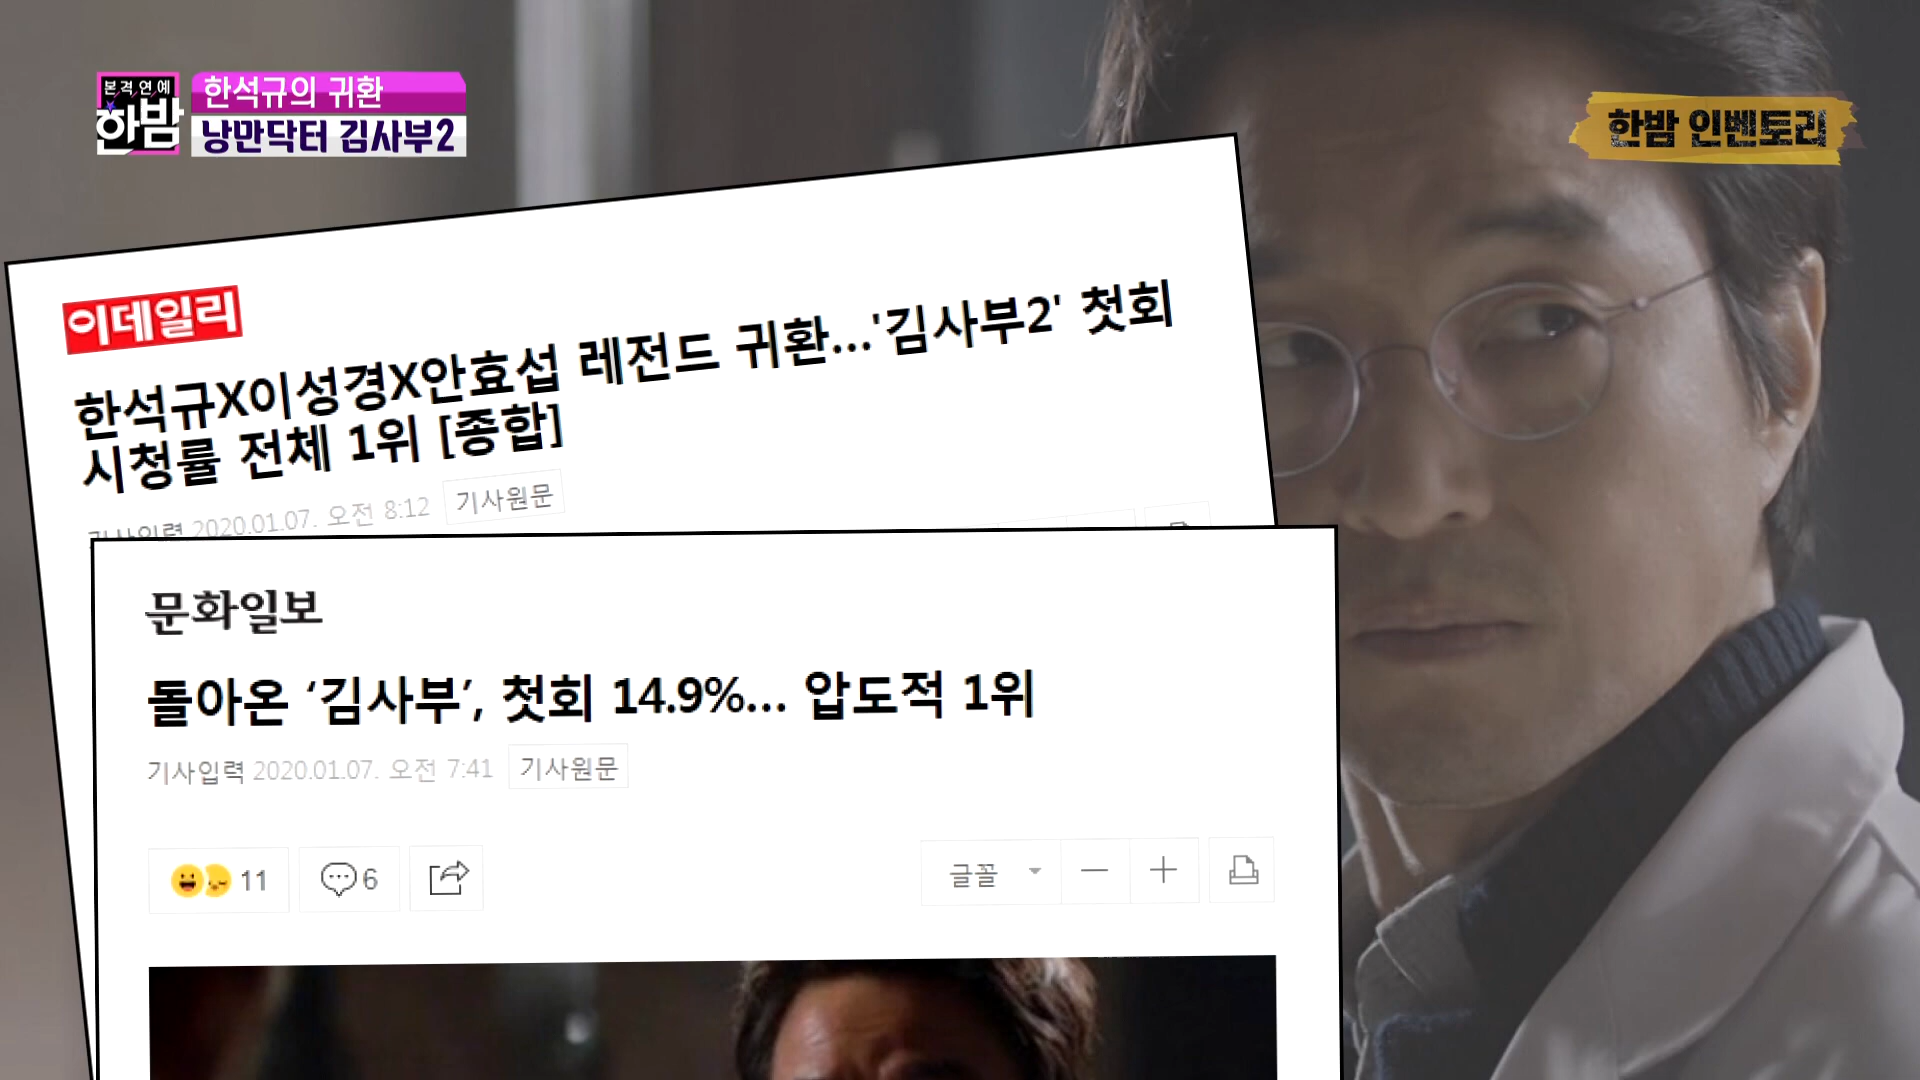 본격연예
한밤
한석규의 귀환
낭만닥터 김사부2
한밤 인벤토리
이데일리
한석규X이성경X안효섭 레전드 귀환...'김사부2' 첫회
시청률 전체 1위 [종합]
기사입력 2020.01.07. 오전 8:12 기사원문
문화일보
돌아온 ‘김사부’, 첫회 14.9%... 압도적 1위
기사입력 2020.01.07. 오전 7:41 기사원문
11 6 글꼴